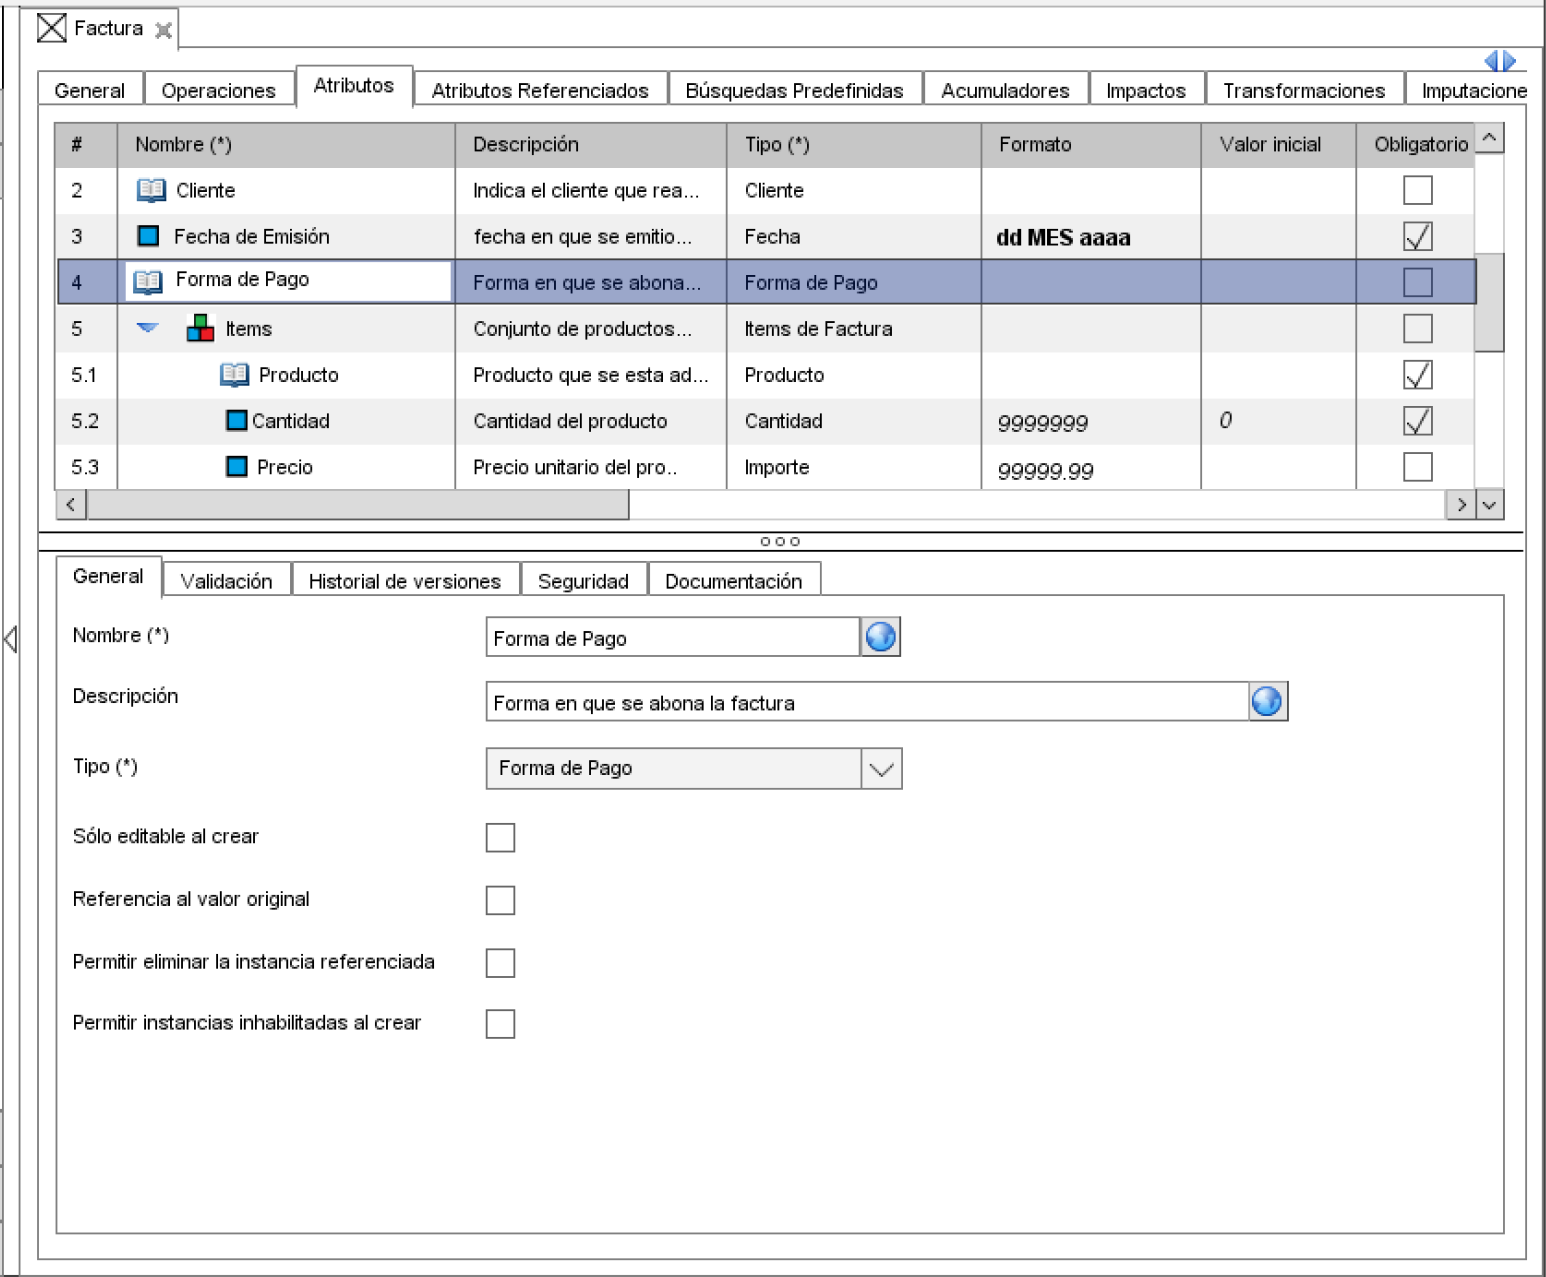 Factura
General Operaciones Atributos Atributos Referenciados Búsquedas Predefinidas Acumuladores Impactos Transformaciones Imputacione
# Nombre (*) Descripción Tipo (*) Formato Valor inicial Obligatorio
2 Cliente Indica el cliente que rea... Cliente
3 Fecha de Emisión fecha en que se emitio... Fecha dd MES aaaa
4 Forma de Pago Forma en que se abona... Forma de Pago
5 Items Conjunto de productos... Items de Factura
5.1 Producto Producto que se esta ad... Producto
5.2 Cantidad Cantidad del producto Cantidad 9999999 0
5.3 Precio Precio unitario del pro.. Importe 99999.99
General Validación Historial de versiones Seguridad Documentación
Nombre (*) Forma de Pago
Descripción Forma en que se abona la factura
Tipo (*) Forma de Pago
Sólo editable al crear
Referencia al valor original
Permitir eliminar la instancia referenciada
Permitir instancias inhabilitadas al crear